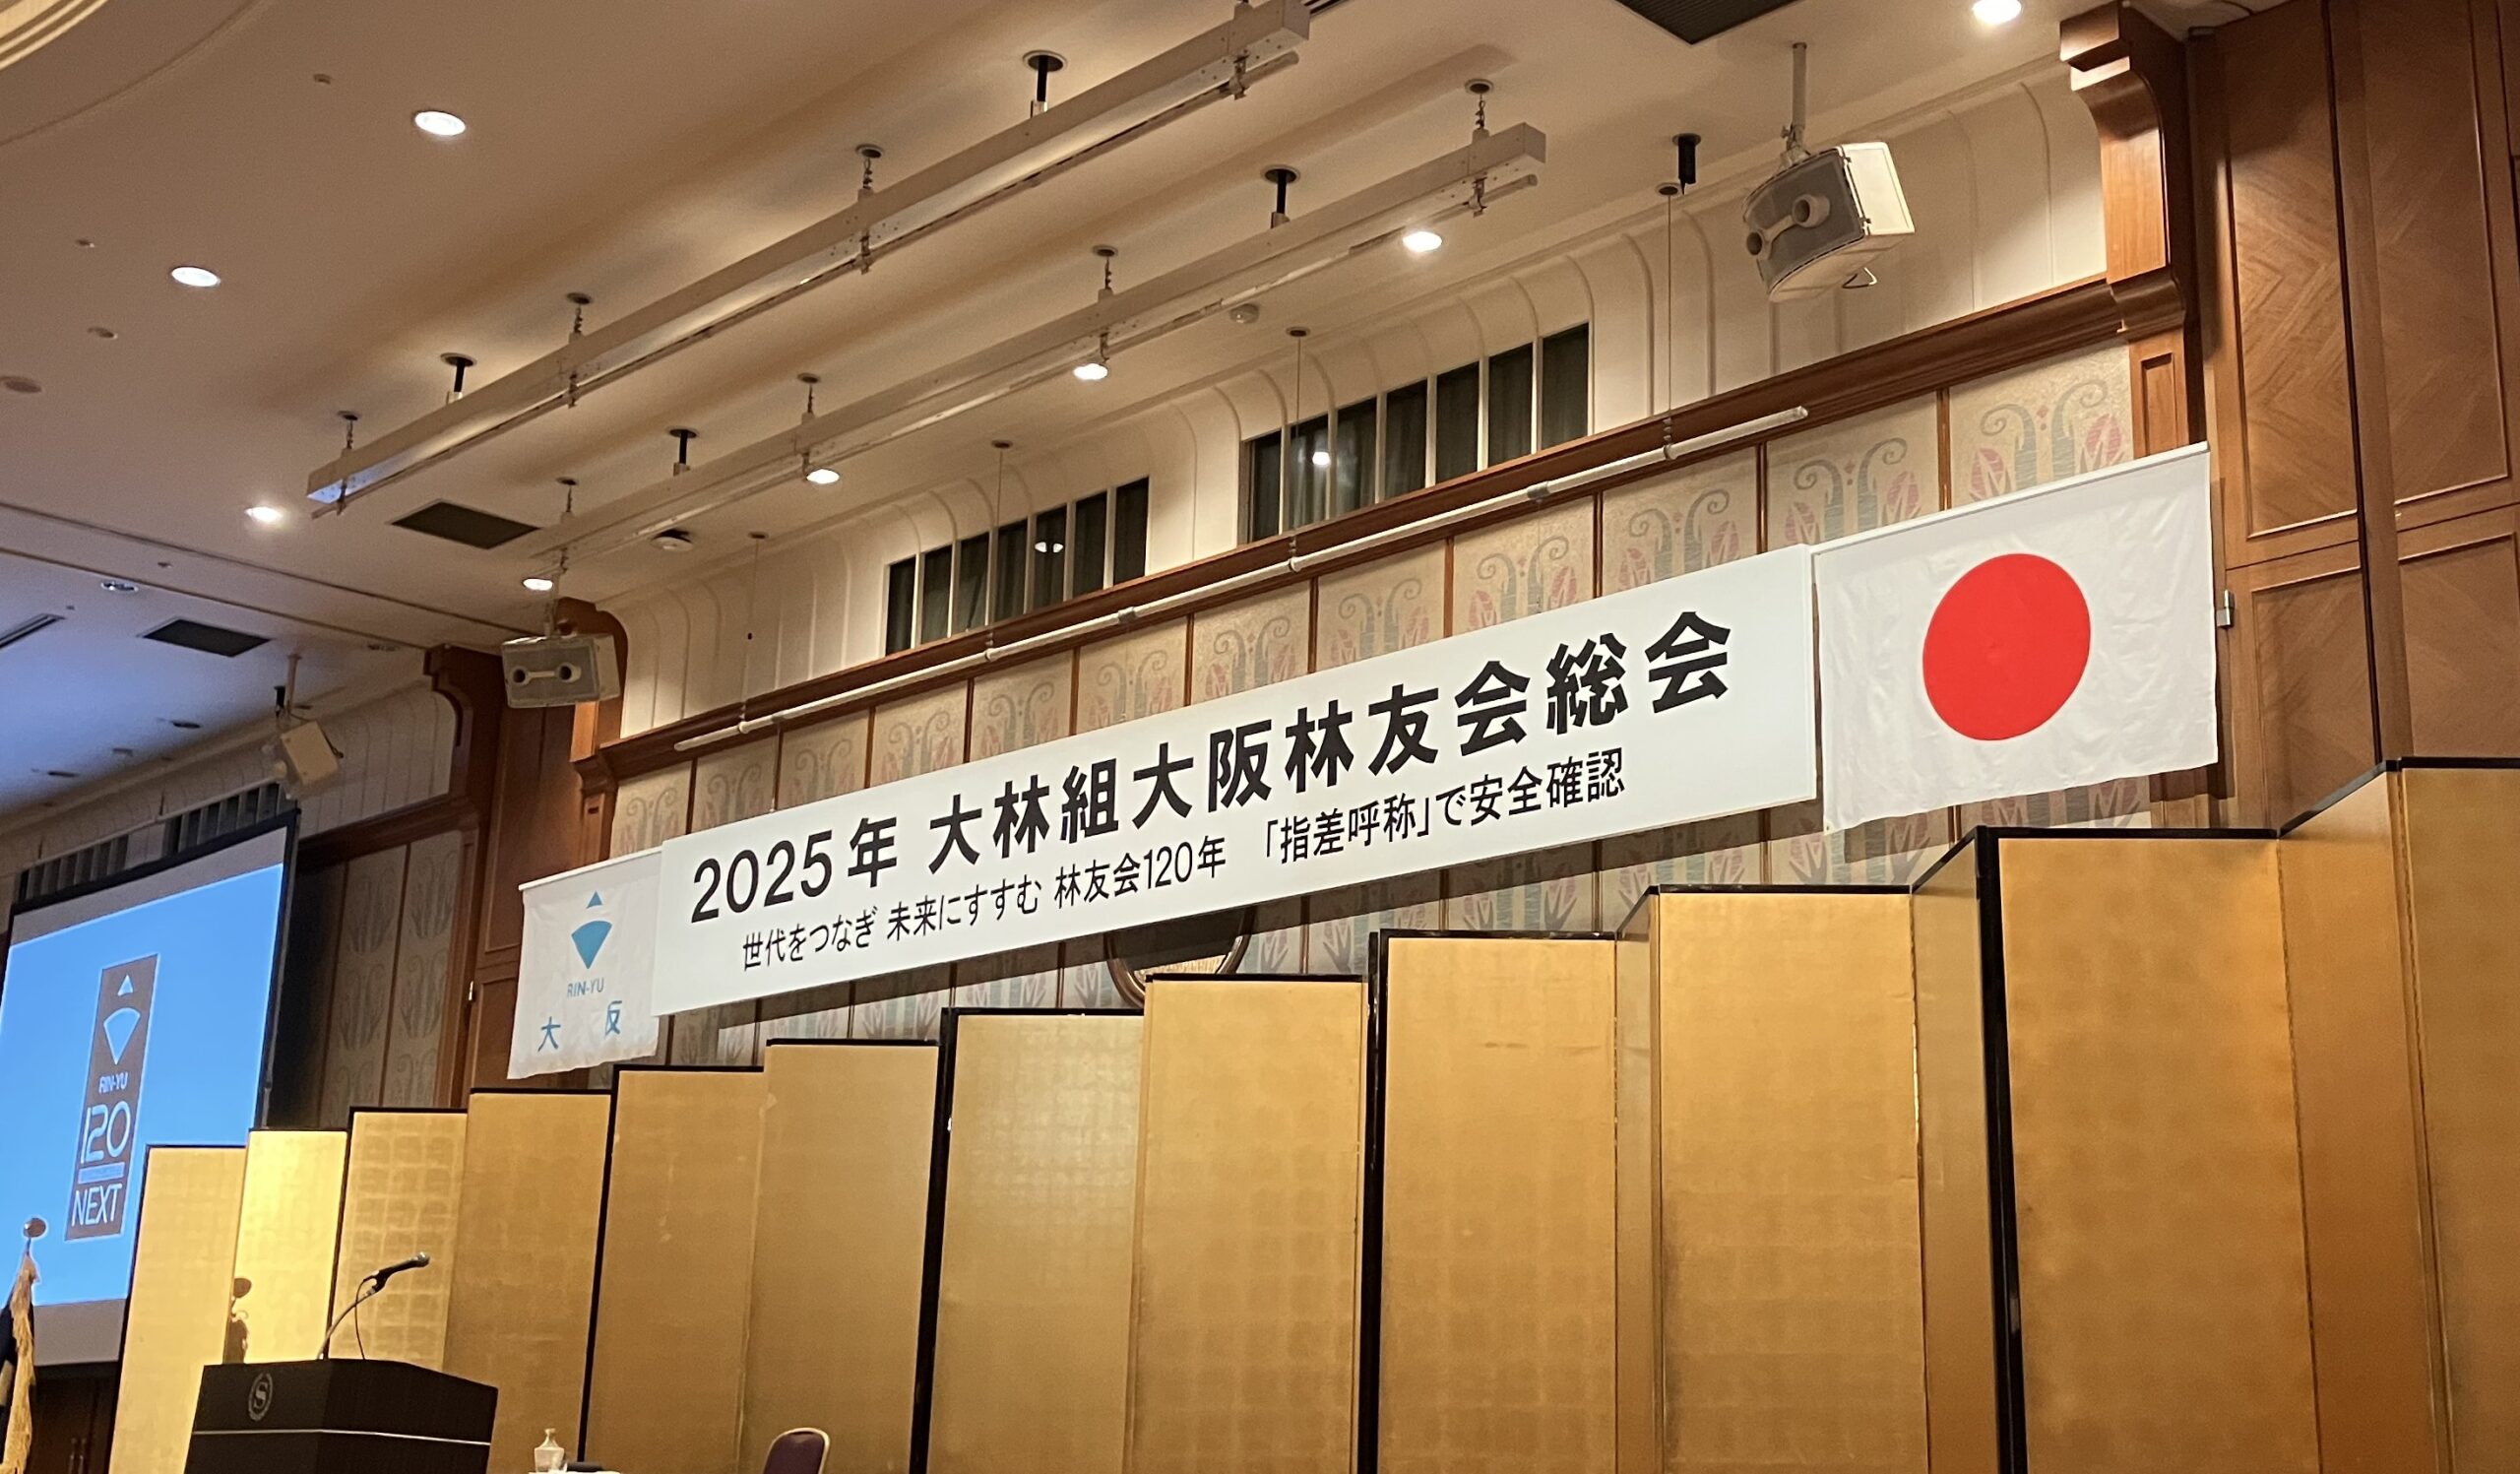 2025年 大林組大阪林友会総会
世代をつなぎ 未来にすすむ 林友会120年 「指差呼称」で安全確認
RIN-YU
大 阪
RIN-YU
120
NEXT
S